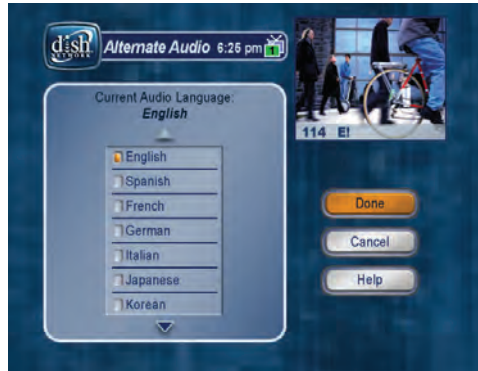 dish
NETWORK
Alternate Audio 6:25 pm 1
Current Audio Language:
English
English
Spanish
French
German
Italian
Japanese
Korean
114 E!
Done
Cancel
Help